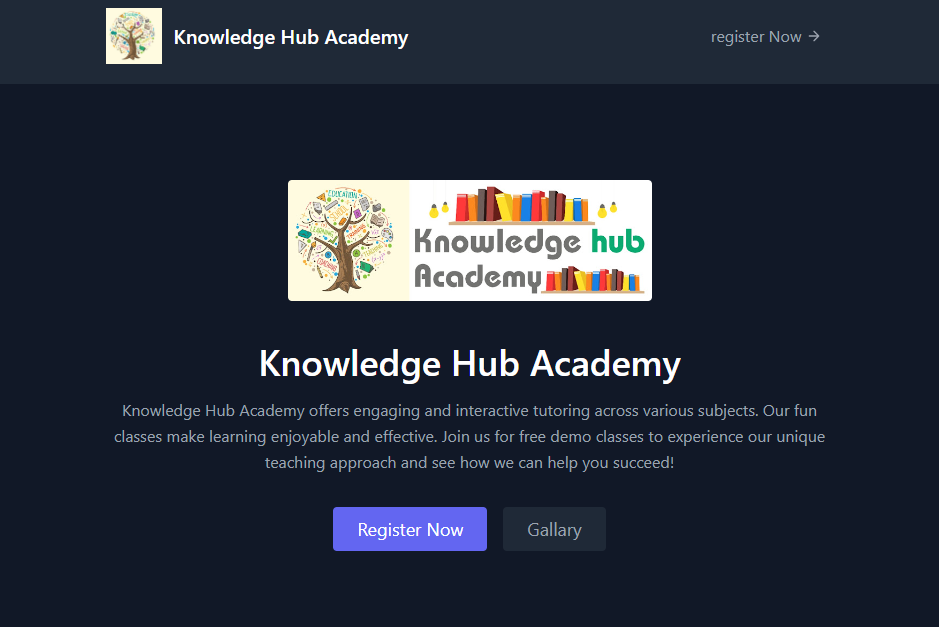 Knowledge Hub Academy
register Now →
EDUCATION
Knowledge hub
Academy
Knowledge Hub Academy
Knowledge Hub Academy offers engaging and interactive tutoring across various subjects. Our fun
classes make learning enjoyable and effective. Join us for free demo classes to experience our unique
teaching approach and see how we can help you succeed!
Register Now
Gallary